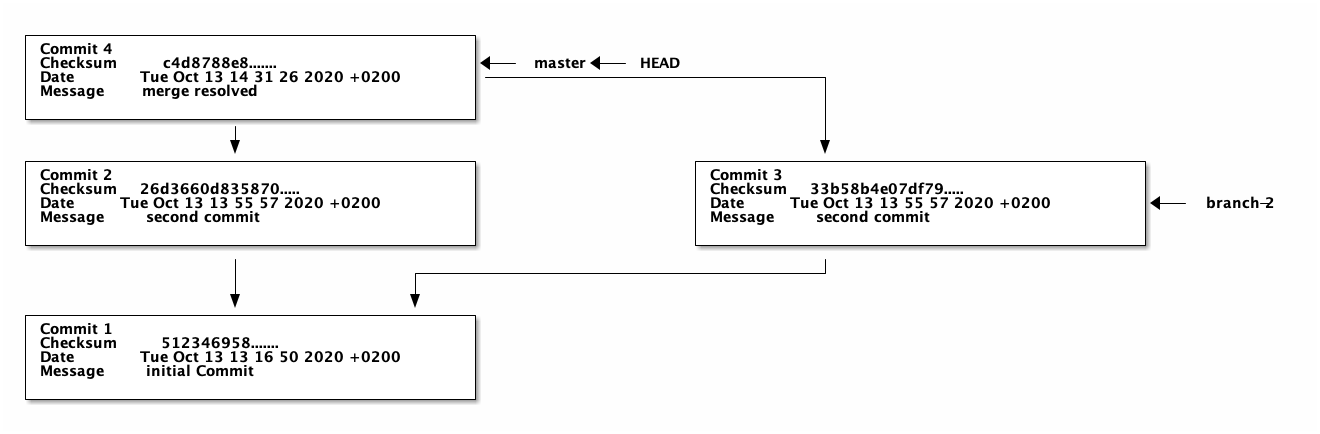 Commit 4
Checksum c4d8788e8.......
Date Tue Oct 13 14 31 26 2020 +0200
Message merge resolved
master HEAD
Commit 2
Checksum 26d3660d835870.....
Date Tue Oct 13 13 55 57 2020 +0200
Message second commit
Commit 3
Checksum 33b58b4e07df79.....
Date Tue Oct 13 13 55 57 2020 +0200
Message second commit
branch-2
Commit 1
Checksum 512346958.......
Date Tue Oct 13 13 16 50 2020 +0200
Message initial Commit